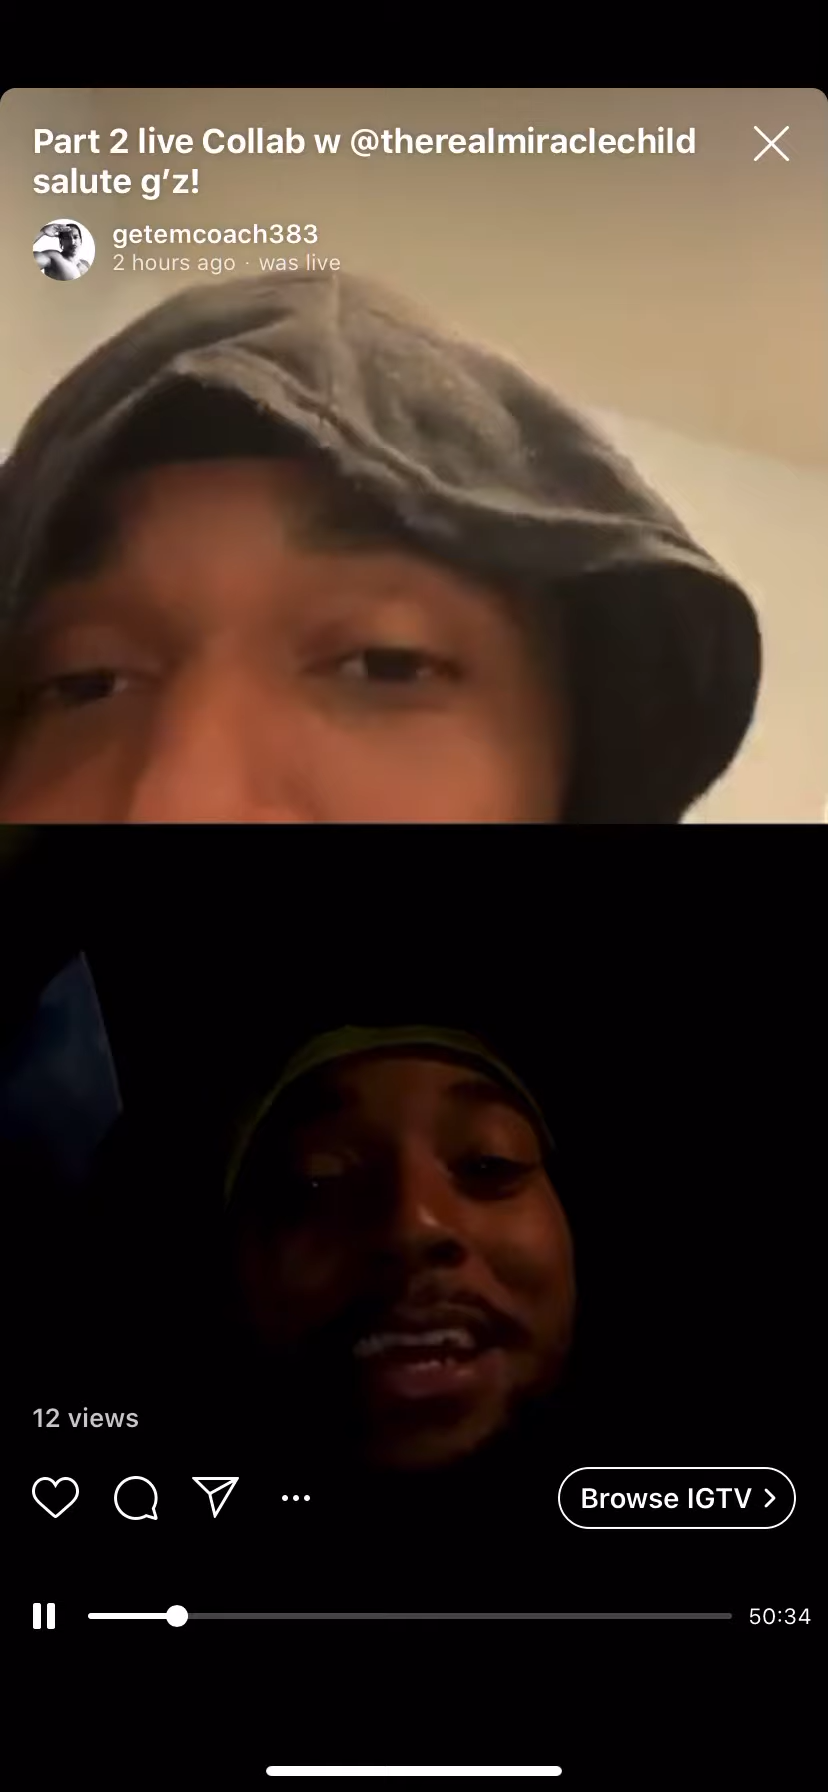 Part 2 live Collab w @therealmiraclechild
salute g’z!
getemcoach383
2 hours ago · was live
12 views
Browse IGTV
50:34